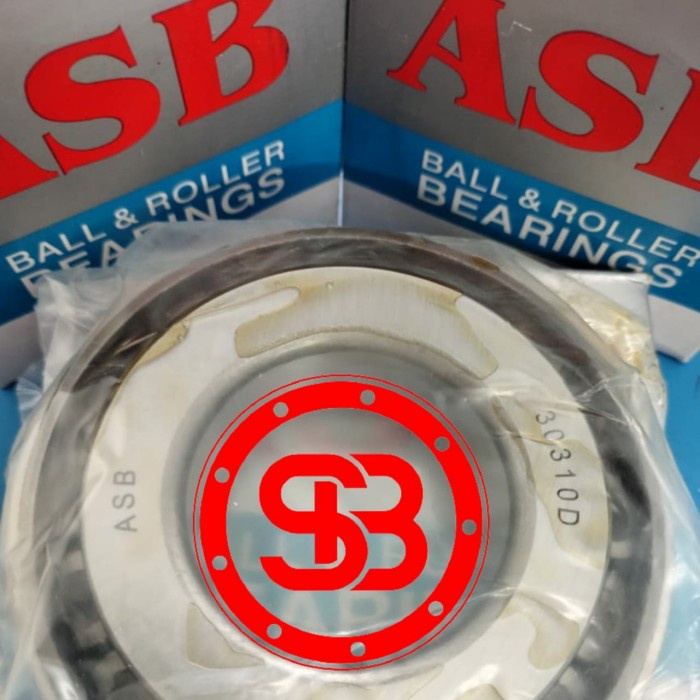 ASB
BALL & ROLLER
BEARINGS
ASB
BALL & ROLLER
BEARINGS
ASB
30310D
SB